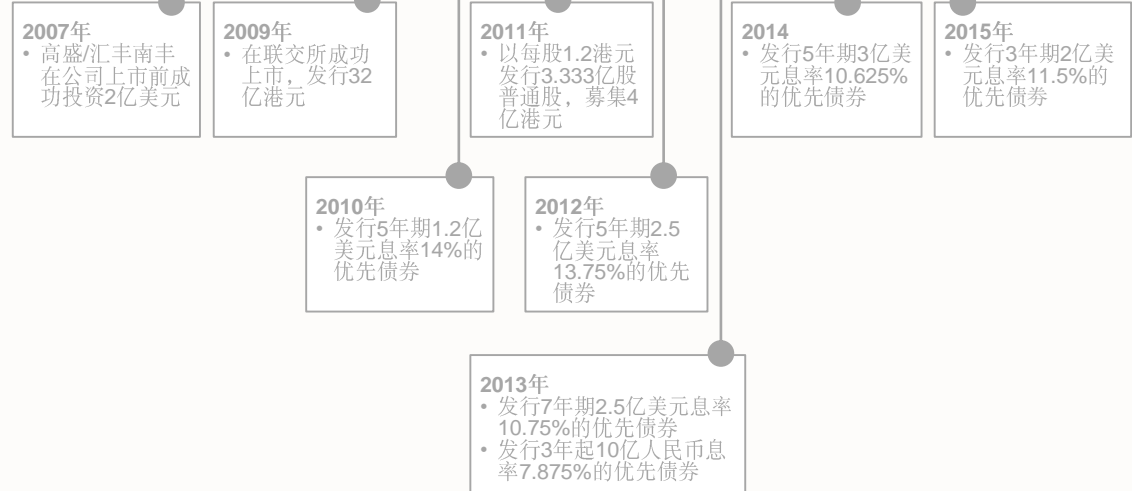 2007年
• 高盛/汇丰南丰
在公司上市前成
功投资2亿美元
2009年
• 在联交所成功
上市，发行32
亿港元
2011年
• 以每股1.2港元
发行3.333亿股
普通股，募集4
亿港元
2014
• 发行5年期3亿美
元息率10.625%
的优先债券
2015年
• 发行3年期2亿美
元息率11.5%的
优先债券
2010年
• 发行5年期1.2亿
美元息率14%的
优先债券
2012年
• 发行5年期2.5
亿美元息率
13.75%的优先
债券
2013年
• 发行7年期2.5亿美元息率
10.75%的优先债券
• 发行3年起10亿人民币息
率7.875%的优先债券